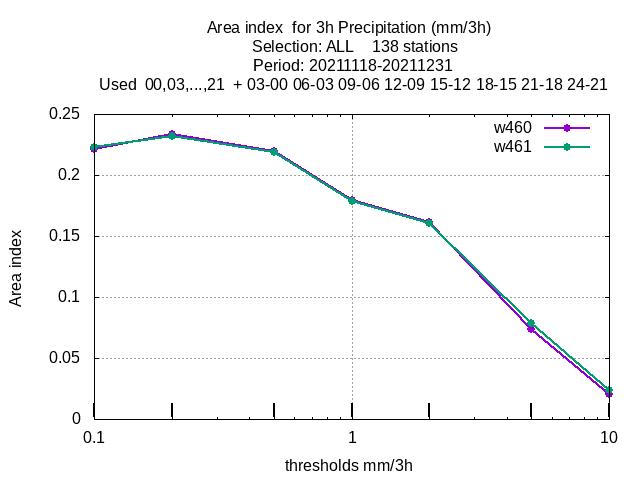 Area index  for 3h Precipitation (mm/3h)
Selection: ALL    138 stations
Period: 20211118-20211231
Used  00,03,...,21  + 03-00 06-03 09-06 12-09 15-12 18-15 21-18 24-21
w460
w461
0.25
0.2
0.15
0.1
0.05
0
Area index
0.1
1
10
thresholds mm/3h